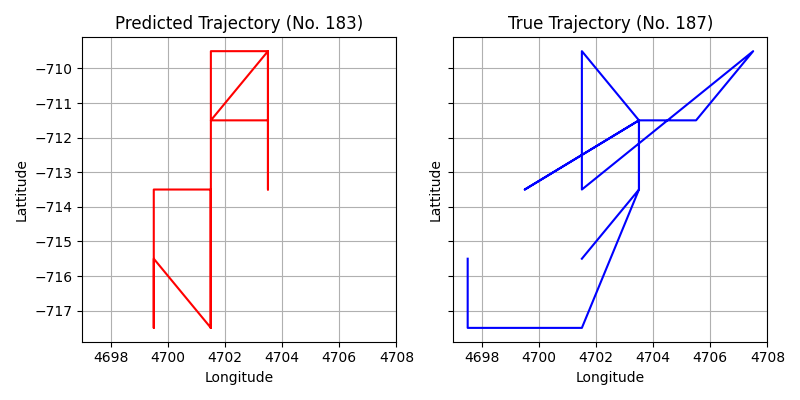 Predicted Trajectory (No. 183)
True Trajectory (No. 187)
Lattitude
−710
−711
−712
−713
−714
−715
−716
−717
4698 4700 4702 4704 4706 4708
Longitude
Lattitude
4698 4700 4702 4704 4706 4708
Longitude